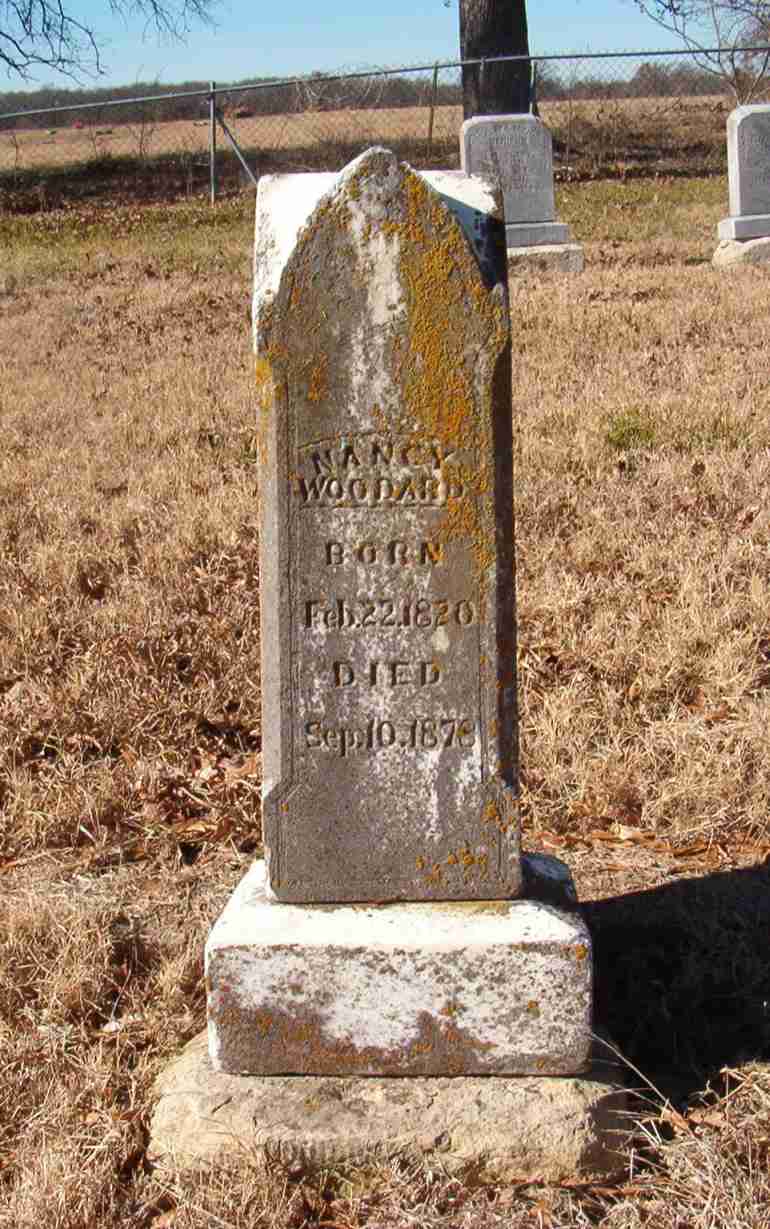 NANCY
WOODARD
BORN
Feb.22.1820
DIED
Sep.10.1878